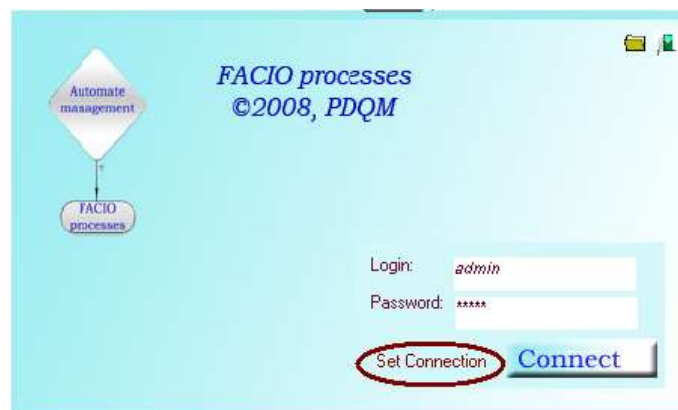 FACIO processes
©2008, PDQM
Automate
management
FACIO
processes
Login: admin
Password: *****
Set Connection Connect